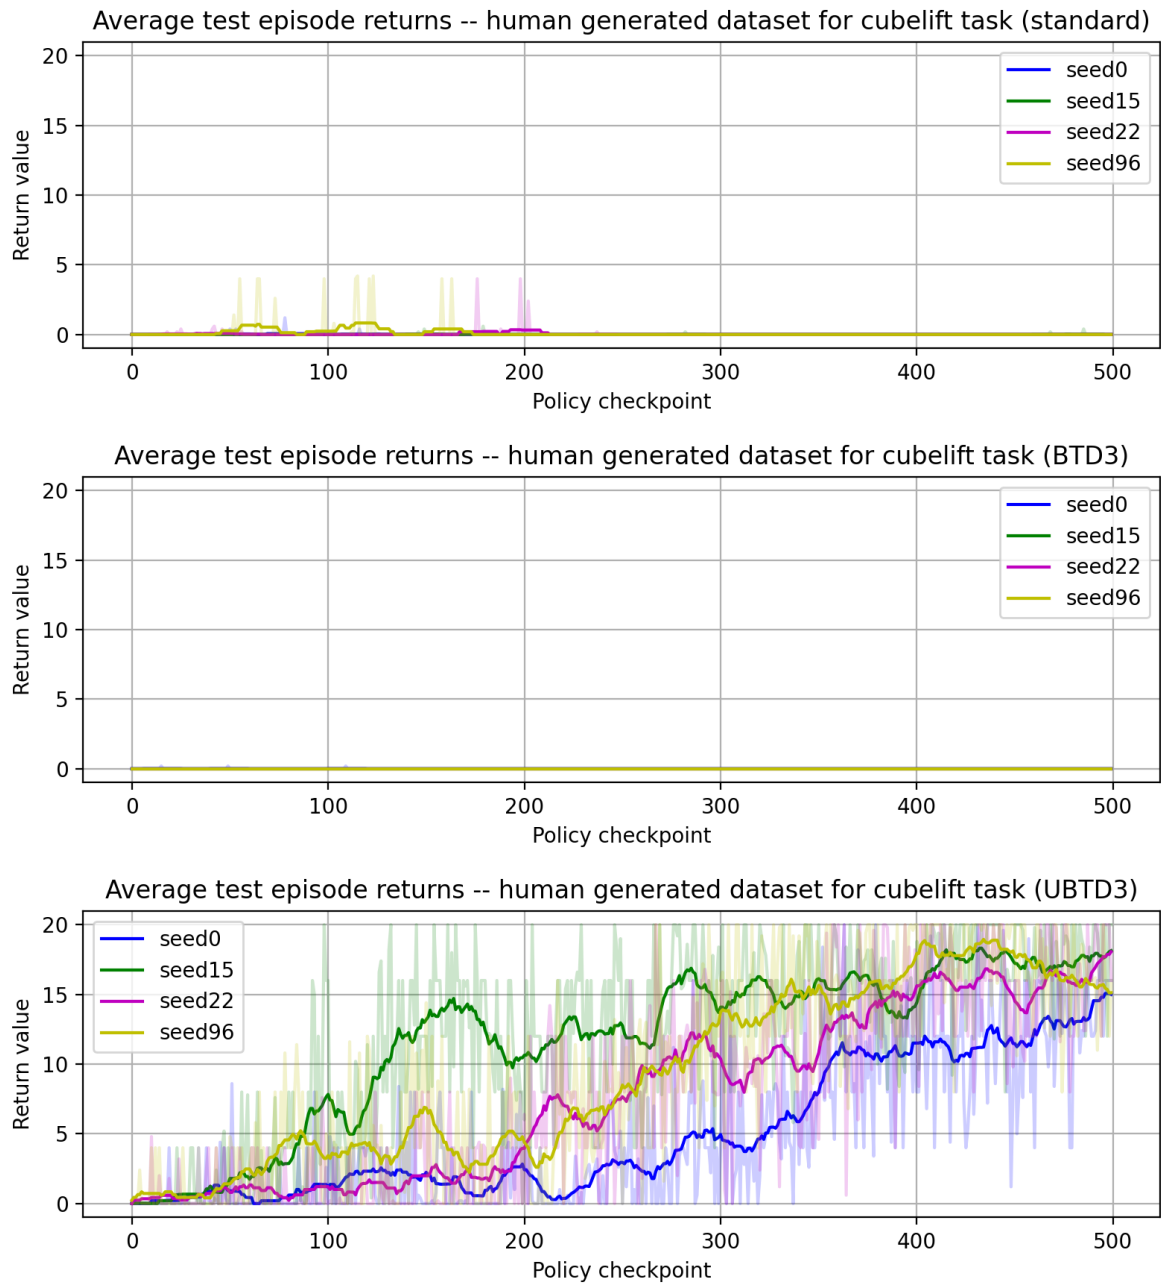 Average test episode returns -- human generated dataset for cubelift task (standard)
20
15
10
5
0
Return value
seed0
seed15
seed22
seed96
0 100 200 300 400 500
Policy checkpoint
Average test episode returns -- human generated dataset for cubelift task (BTD3)
20
15
10
5
0
Return value
seed0
seed15
seed22
seed96
0 100 200 300 400 500
Policy checkpoint
Average test episode returns -- human generated dataset for cubelift task (UBTD3)
20
15
10
5
0
Return value
seed0
seed15
seed22
seed96
0 100 200 300 400 500
Policy checkpoint